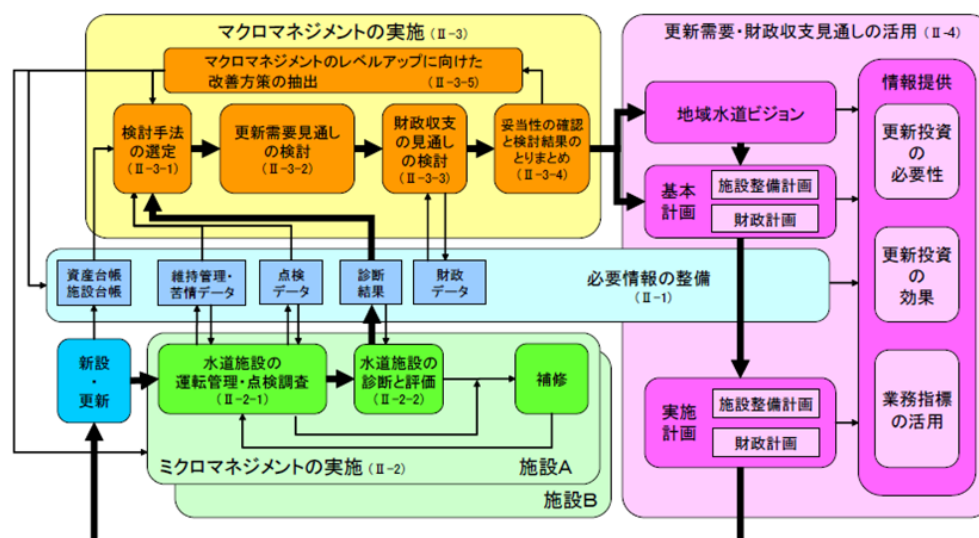 マクロマネジメントの実施(Ⅱ-3)
マクロマネジメントのレベルアップに向けた
改善方策の抽出 (Ⅱ-3-5)
検討手法
の選定
(Ⅱ-3-1)
更新需要見通し
の検討
(Ⅱ-3-2)
財政収支
の見通し
の検討
(Ⅱ-3-3)
妥当性の確認
と検討結果の
とりまとめ
(Ⅱ-3-4)
更新需要・財政収支見通しの活用(Ⅱ-4)
地域水道ビジョン
基本
計画
施設整備計画
財政計画
実施
計画
施設整備計画
財政計画
情報提供
更新投資
の
必要性
更新投資
の
効果
業務指標
の活用
資産台帳
施設台帳
維持管理・
苦情データ
点検
データ
診断
結果
財政
データ
必要情報の整備
(Ⅱ-1)
新設
・
更新
水道施設の
運転管理・点検調査
(Ⅱ-2-1)
水道施設の
診断と評価
(Ⅱ-2-2)
補修
ミクロマネジメントの実施(Ⅱ-2)
施設A
施設B